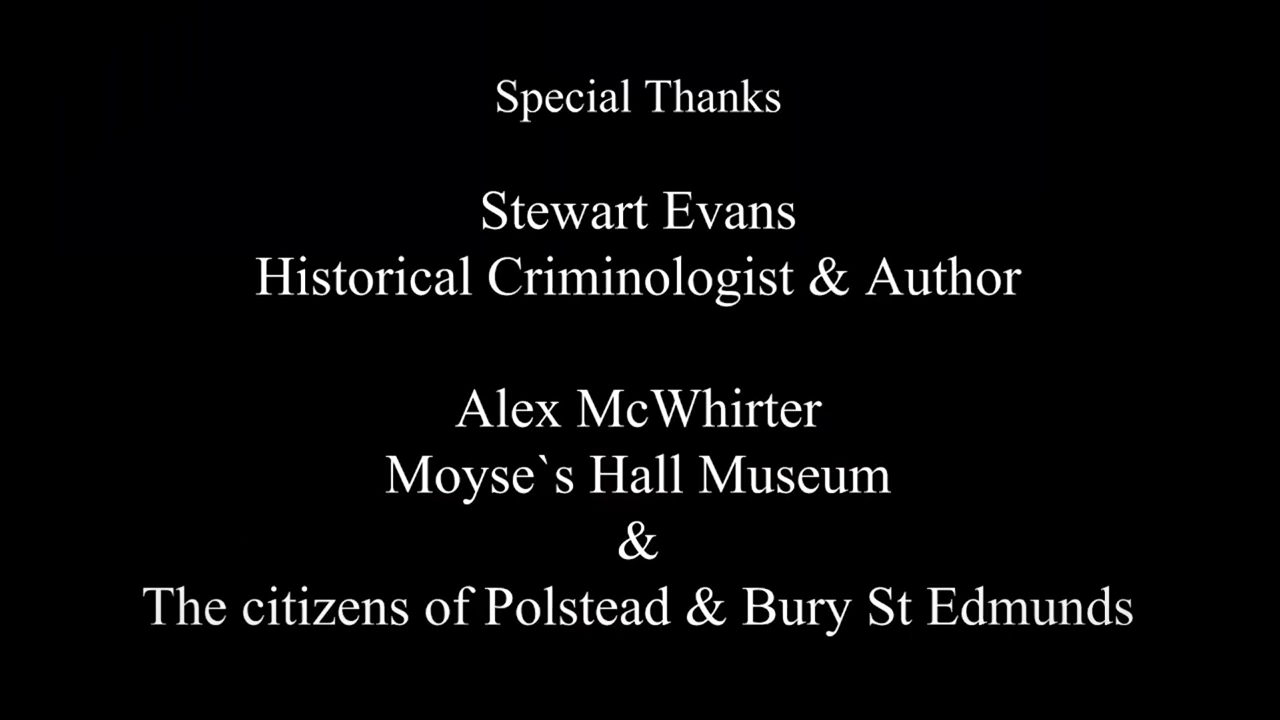 Special Thanks
Stewart Evans
Historical Criminologist & Author
Alex McWhirter
Moyse`s Hall Museum
&
The citizens of Polstead & Bury St Edmunds